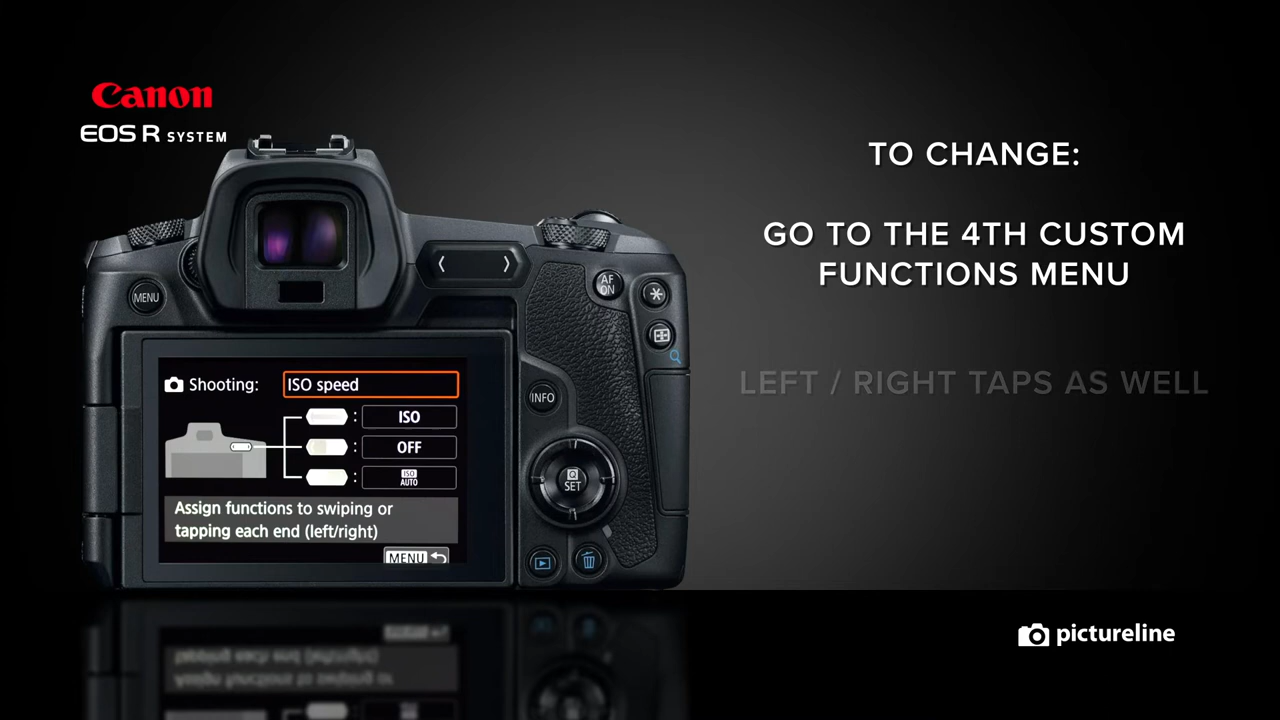 Canon
EOS R SYSTEM
TO CHANGE:
GO TO THE 4TH CUSTOM
FUNCTIONS MENU
LEFT / RIGHT TAPS AS WELL
MENU
AF
ON
INFO
Q
SET
Shooting:
ISO speed
: ISO
: OFF
: ISO
AUTO
Assign functions to swiping or
tapping each end (left/right)
MENU
pictureline